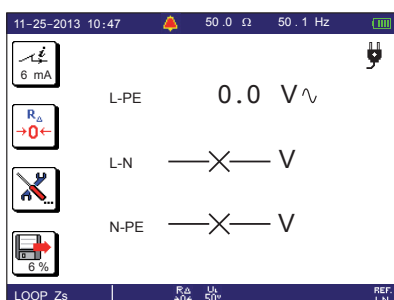 11-25-2013 10:47 50.0 Ω 50.1 Hz
i
6 mA
L-PE 0.0 V
RΔ
→0←
L-N V
...
N-PE V
6 %
LOOP Zs RΔ UL REF.
→0← 50V L-N